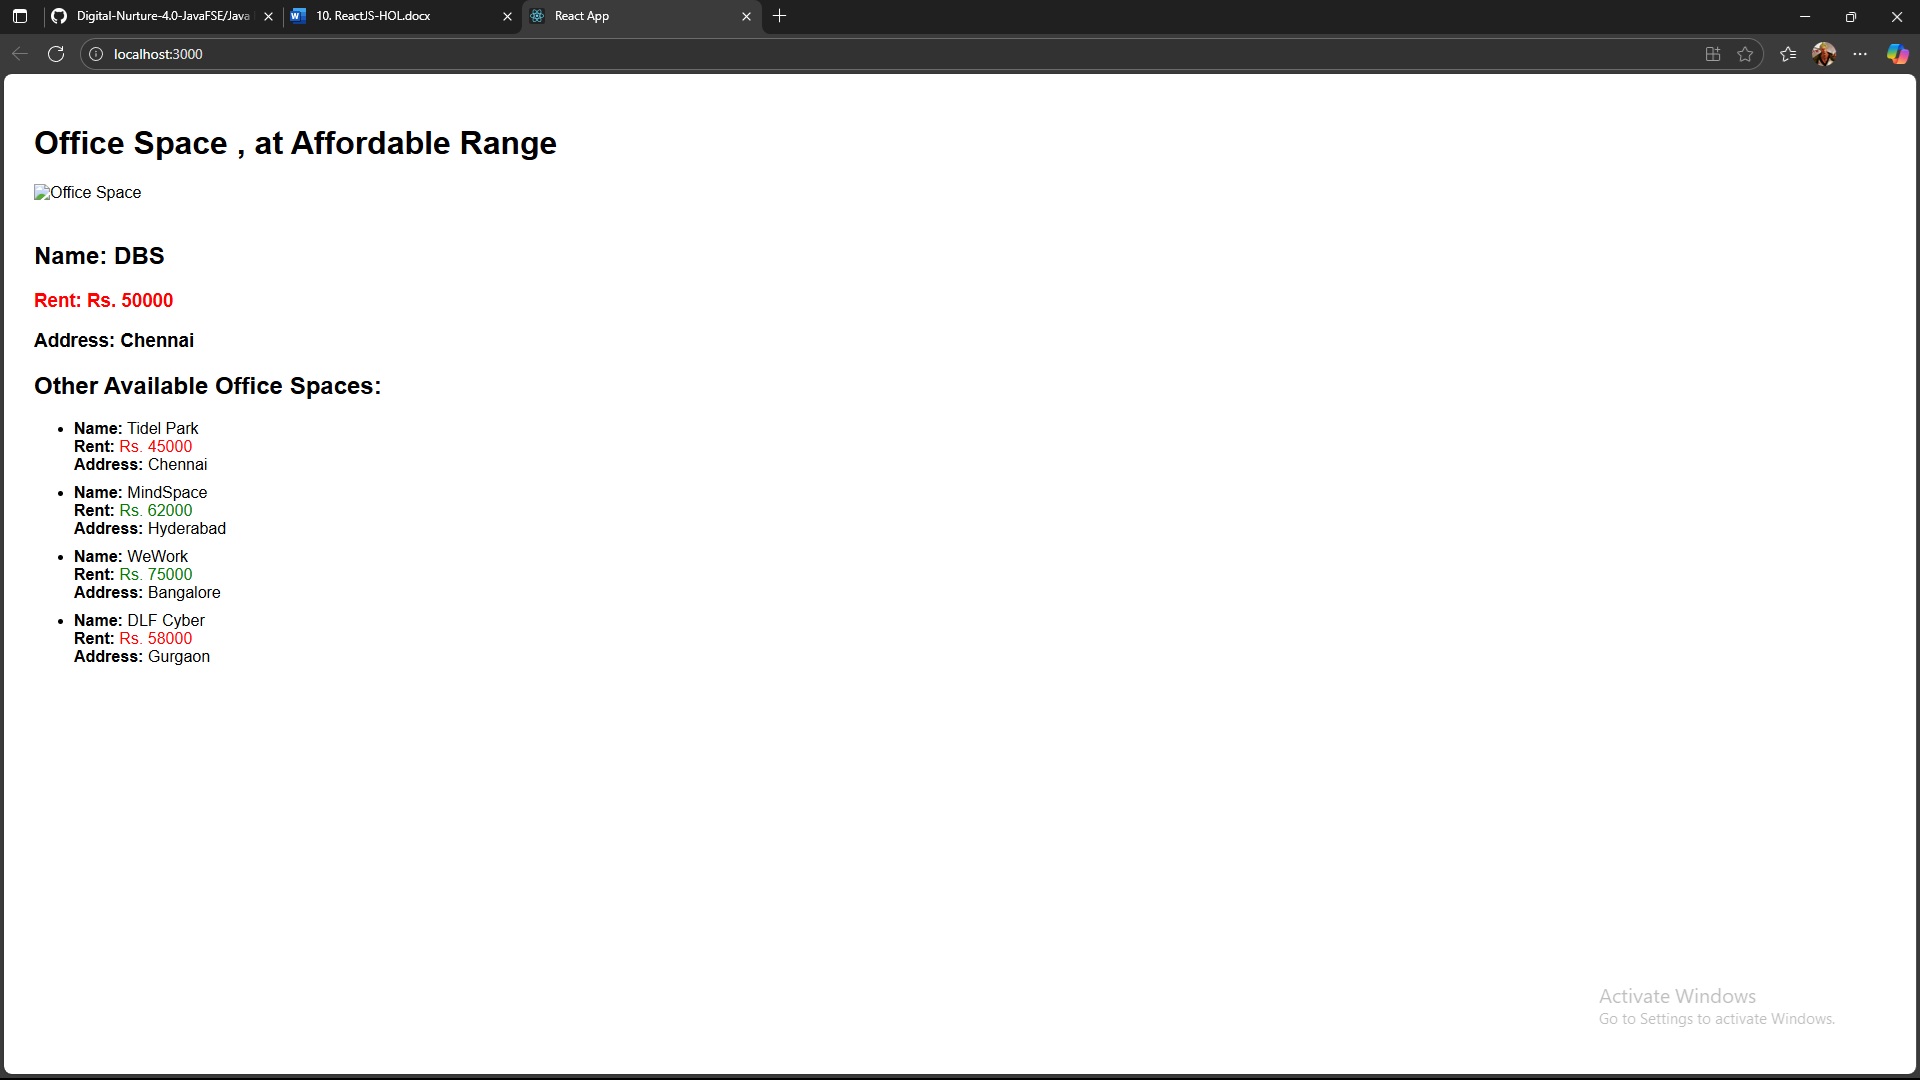 Digital-Nurture-4.0-JavaFSE/Java
10. ReactJS-HOL.docx
React App
localhost:3000
Office Space , at Affordable Range
Office Space
Name: DBS
Rent: Rs. 50000
Address: Chennai
Other Available Office Spaces:
Name: Tidel Park
Rent: Rs. 45000
Address: Chennai
Name: MindSpace
Rent: Rs. 62000
Address: Hyderabad
Name: WeWork
Rent: Rs. 75000
Address: Bangalore
Name: DLF Cyber
Rent: Rs. 58000
Address: Gurgaon
Activate Windows
Go to Settings to activate Windows.